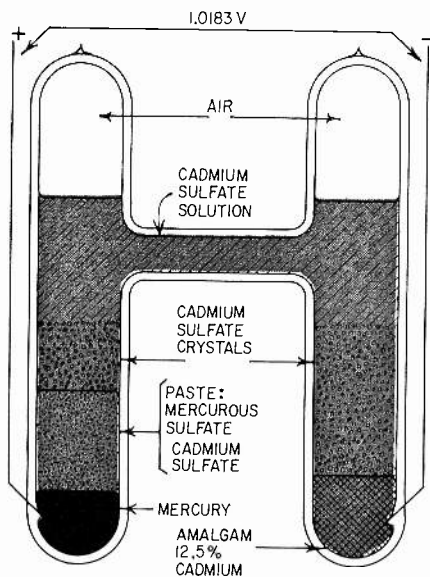 1.0183 V
+
–
AIR
CADMIUM
SULFATE
SOLUTION
CADMIUM
SULFATE
CRYSTALS
PASTE:
MERCUROUS
SULFATE
CADMIUM
SULFATE
MERCURY
AMALGAM
12,5%
CADMIUM